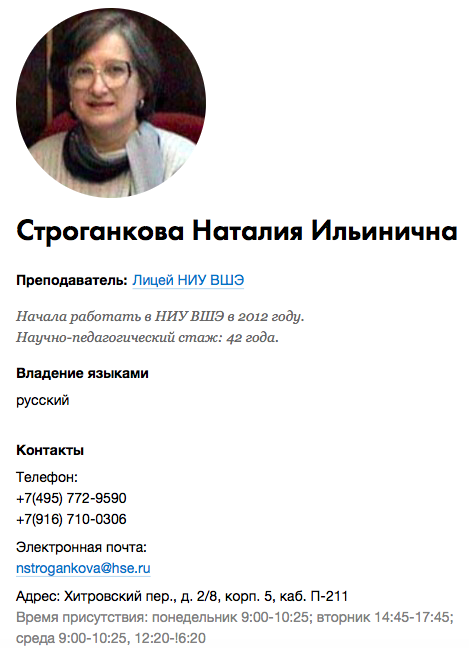 Строганкова Наталия Ильинична
Преподаватель: Лицей НИУ ВШЭ
Начала работать в НИУ ВШЭ в 2012 году.
Научно-педагогический стаж: 42 года.
Владение языками
русский
Контакты
Телефон:
+7(495) 772-9590
+7(916) 710-0306
Электронная почта:
nstrogankova@hse.ru
Адрес: Хитровский пер., д. 2/8, корп. 5, каб. П-211
Время присутствия: понедельник 9:00-10:25; вторник 14:45-17:45;
среда 9:00-10:25, 12:20-!6:20